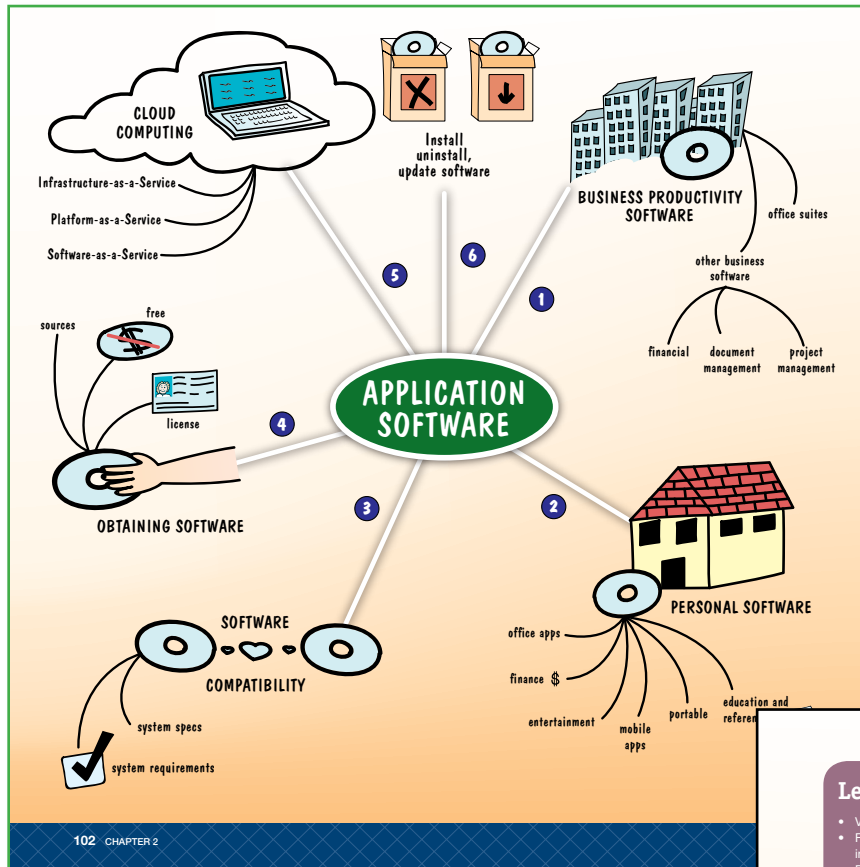 CLOUD
COMPUTING
Infrastructure-as-a-Service
Platform-as-a-Service
Software-as-a-Service
Install
uninstall,
update software
BUSINESS PRODUCTIVITY
SOFTWARE
office suites
other business
software
financial
document
management
project
management
5
6
1
APPLICATION
SOFTWARE
sources
free
$
license
4
OBTAINING SOFTWARE
3
2
SOFTWARE
COMPATIBILITY
system specs
system requirements
PERSONAL SOFTWARE
office apps
finance $
entertainment
mobile
apps
portable
education and
102 CHAPTER 2